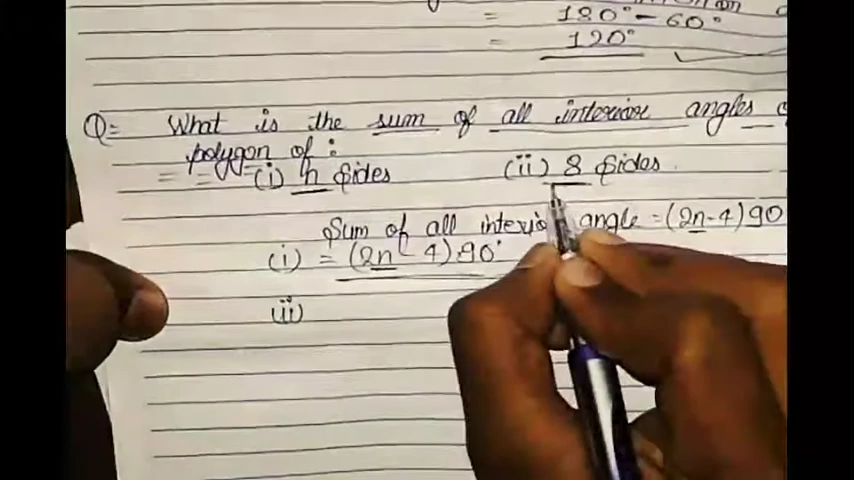 = 180° - 60°
= 120°
Q= What is the sum of all interior angles
polygon of :
(i) n sides (ii) 8 sides
Sum of all interior angle = (2n-4)90
(i) = (2n - 4) 90°
(ii)